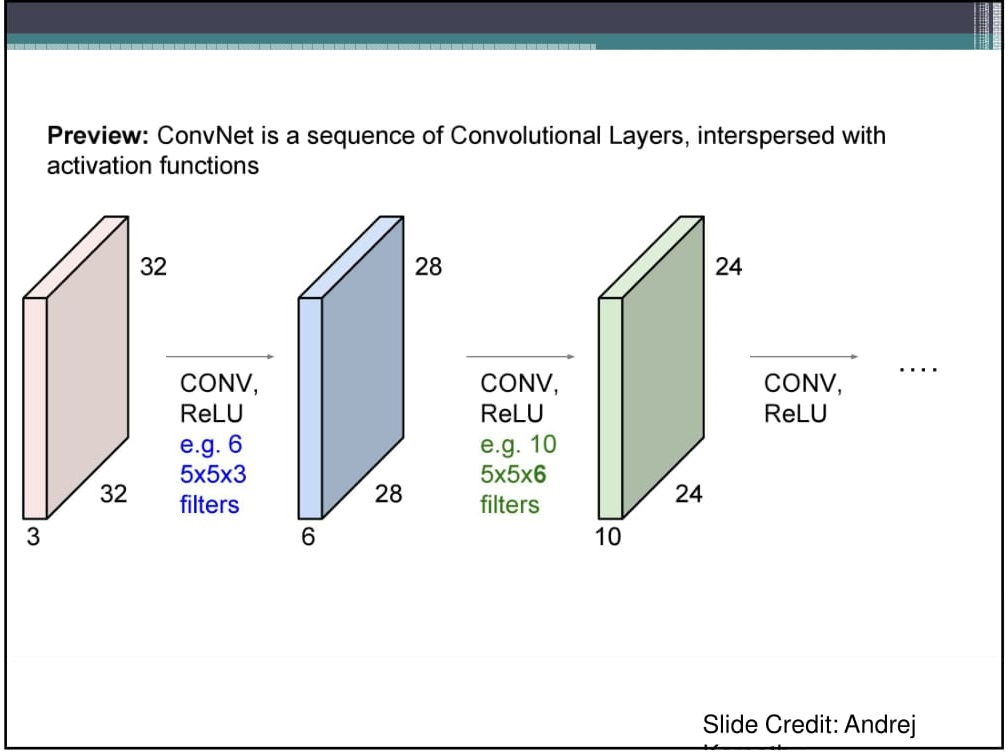 Preview: ConvNet is a sequence of Convolutional Layers, interspersed with
activation functions
32
28
24
CONV,
ReLU
e.g. 6
5x5x3
filters
CONV,
ReLU
e.g. 10
5x5x6
filters
CONV,
ReLU
....
32
28
24
3
6
10
Slide Credit: Andrej